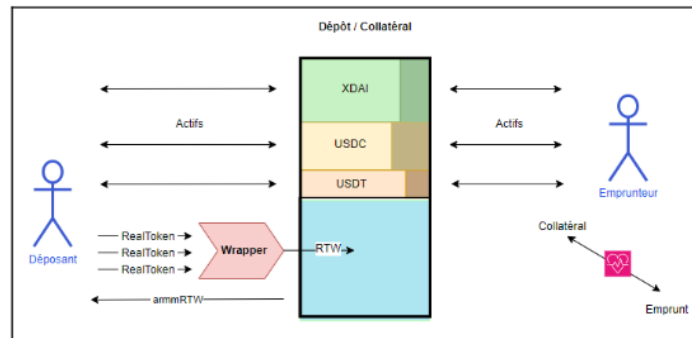 Dépôt / Collatéral
XDAI
Actifs
Actifs
USDC
USDT
Emprunteur
RealToken
Wrapper
RTW
Collatéral
RealToken
Déposant
RealToken
armmRTW
Emprunt